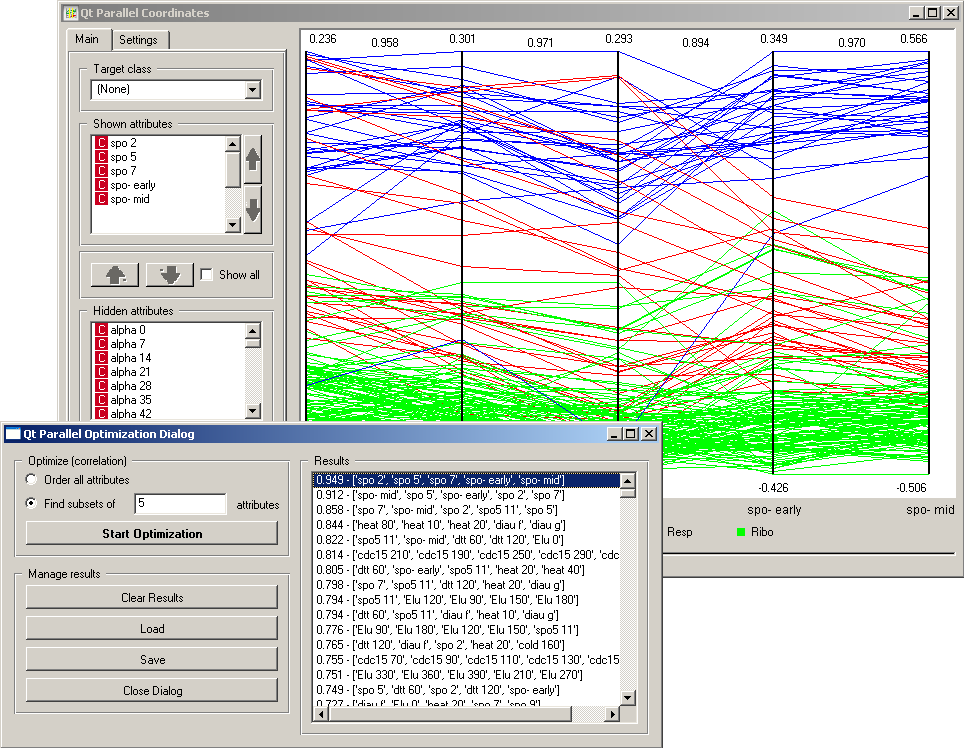 Qt Parallel Coordinates
Main Settings
Target class
(None)
Shown attributes
C spo 2
C spo 5
C spo 7
C spo- early
C spo- mid
Show all
Hidden attributes
C alpha 0
C alpha 7
C alpha 14
C alpha 21
C alpha 28
C alpha 35
C alpha 42
0.236 0.958 0.301 0.971 0.293 0.894 0.349 0.970 0.566
-0.426 -0.506
spo- early spo- mid
Resp Ribo
Qt Parallel Optimization Dialog
Optimize (correlation)
Order all attributes
Find subsets of 5 attributes
Start Optimization
Manage results
Clear Results
Load
Save
Close Dialog
Results
0.949 - ['spo 2', 'spo 5', 'spo 7', 'spo- early', 'spo- mid']
0.912 - ['spo- mid', 'spo 5', 'spo- early', 'spo 2', 'spo 7']
0.858 - ['spo 7', 'spo- mid', 'spo 2', 'spo5 11', 'spo 5']
0.844 - ['heat 80', 'heat 10', 'heat 20', 'diau f', 'diau g']
0.822 - ['spo5 11', 'spo- mid', 'dtt 60', 'dtt 120', 'Elu 0']
0.814 - ['cdc15 210', 'cdc15 190', 'cdc15 250', 'cdc15 290', 'cdc
0.805 - ['dtt 60', 'spo- early', 'spo5 11', 'heat 20', 'heat 40']
0.798 - ['spo 7', 'spo5 11', 'dtt 120', 'heat 20', 'diau g']
0.794 - ['spo5 11', 'Elu 120', 'Elu 90', 'Elu 150', 'Elu 180']
0.794 - ['dtt 60', 'spo5 11', 'diau f', 'heat 10', 'diau g']
0.776 - ['Elu 90', 'Elu 180', 'Elu 120', 'Elu 150', 'spo5 11']
0.765 - ['dtt 120', 'diau f', 'spo 2', 'heat 20', 'cold 160']
0.755 - ['cdc15 70', 'cdc15 90', 'cdc15 110', 'cdc15 130', 'cdc15
0.751 - ['Elu 330', 'Elu 360', 'Elu 390', 'Elu 210', 'Elu 270']
0.749 - ['spo 5', 'dtt 60', 'spo 2', 'dtt 120', 'spo- early']
0.727 - ['diau f', 'Elu 0', 'heat 20', 'spo 7', 'spo 9']